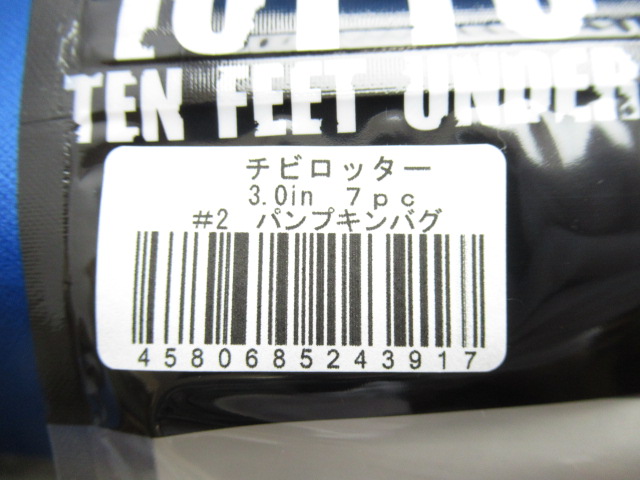 TEN FEET UNDER
チビロッター
3.0in 7pc
#2 パンプキンバグ
4580685243917